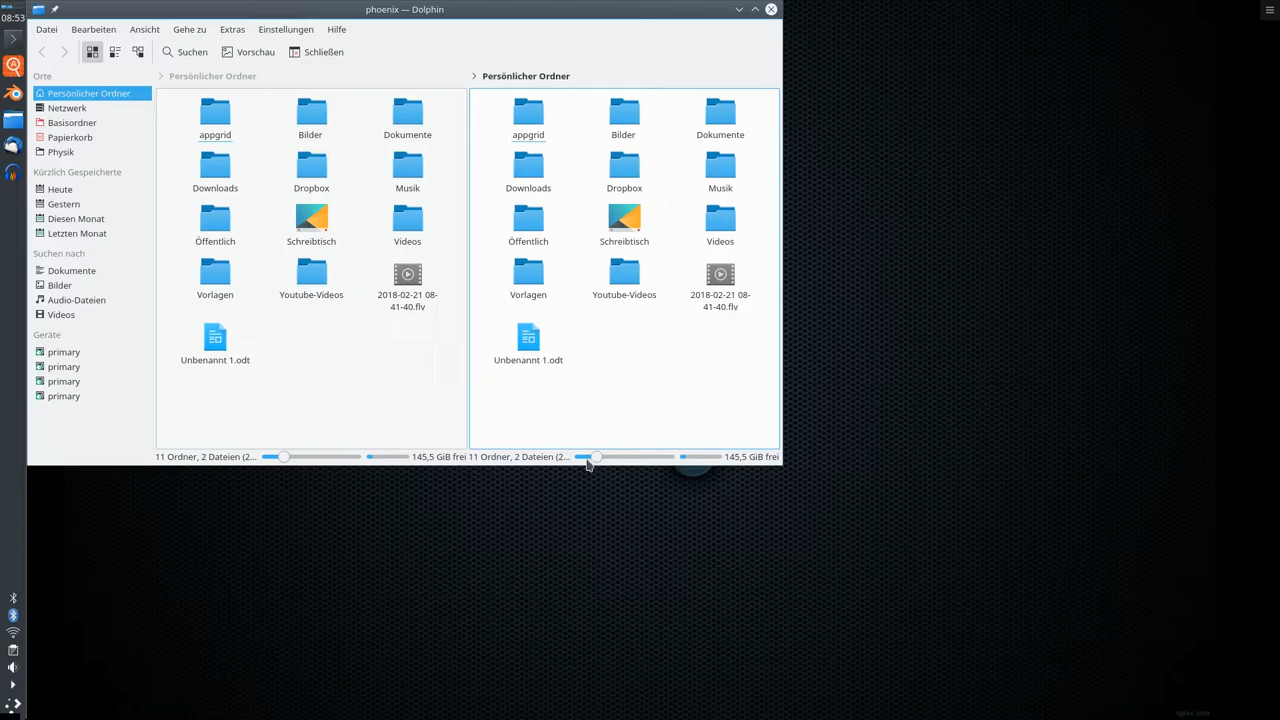 08:53
phoenix — Dolphin
Datei Bearbeiten Ansicht Gehe zu Extras Einstellungen Hilfe
Suchen Vorschau Schließen
Orte
Persönlicher Ordner
Netzwerk
Basisordner
Papierkorb
Physik
Kürzlich Gespeicherte
Heute
Gestern
Diesen Monat
Letzten Monat
Suchen nach
Dokumente
Bilder
Audio-Dateien
Videos
Geräte
primary
primary
primary
primary
Persönlicher Ordner
appgrid Bilder Dokumente
Downloads Dropbox Musik
Öffentlich Schreibtisch Videos
Vorlagen Youtube-Videos 2018-02-21 08-
41-40.flv
Unbenannt 1.odt
11 Ordner, 2 Dateien (2... 145,5 GiB frei
Persönlicher Ordner
appgrid Bilder Dokumente
Downloads Dropbox Musik
Öffentlich Schreibtisch Videos
Vorlagen Youtube-Videos 2018-02-21 08-
41-40.flv
Unbenannt 1.odt
11 Ordner, 2 Dateien (2... 145,5 GiB frei